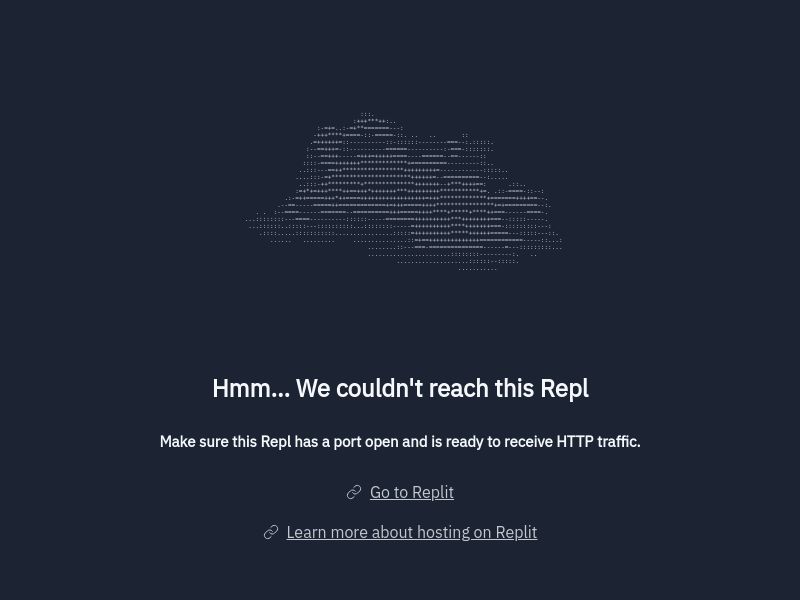 Hmm... We couldn't reach this Repl
Make sure this Repl has a port open and is ready to receive HTTP traffic.
Go to Replit
Learn more about hosting on Replit